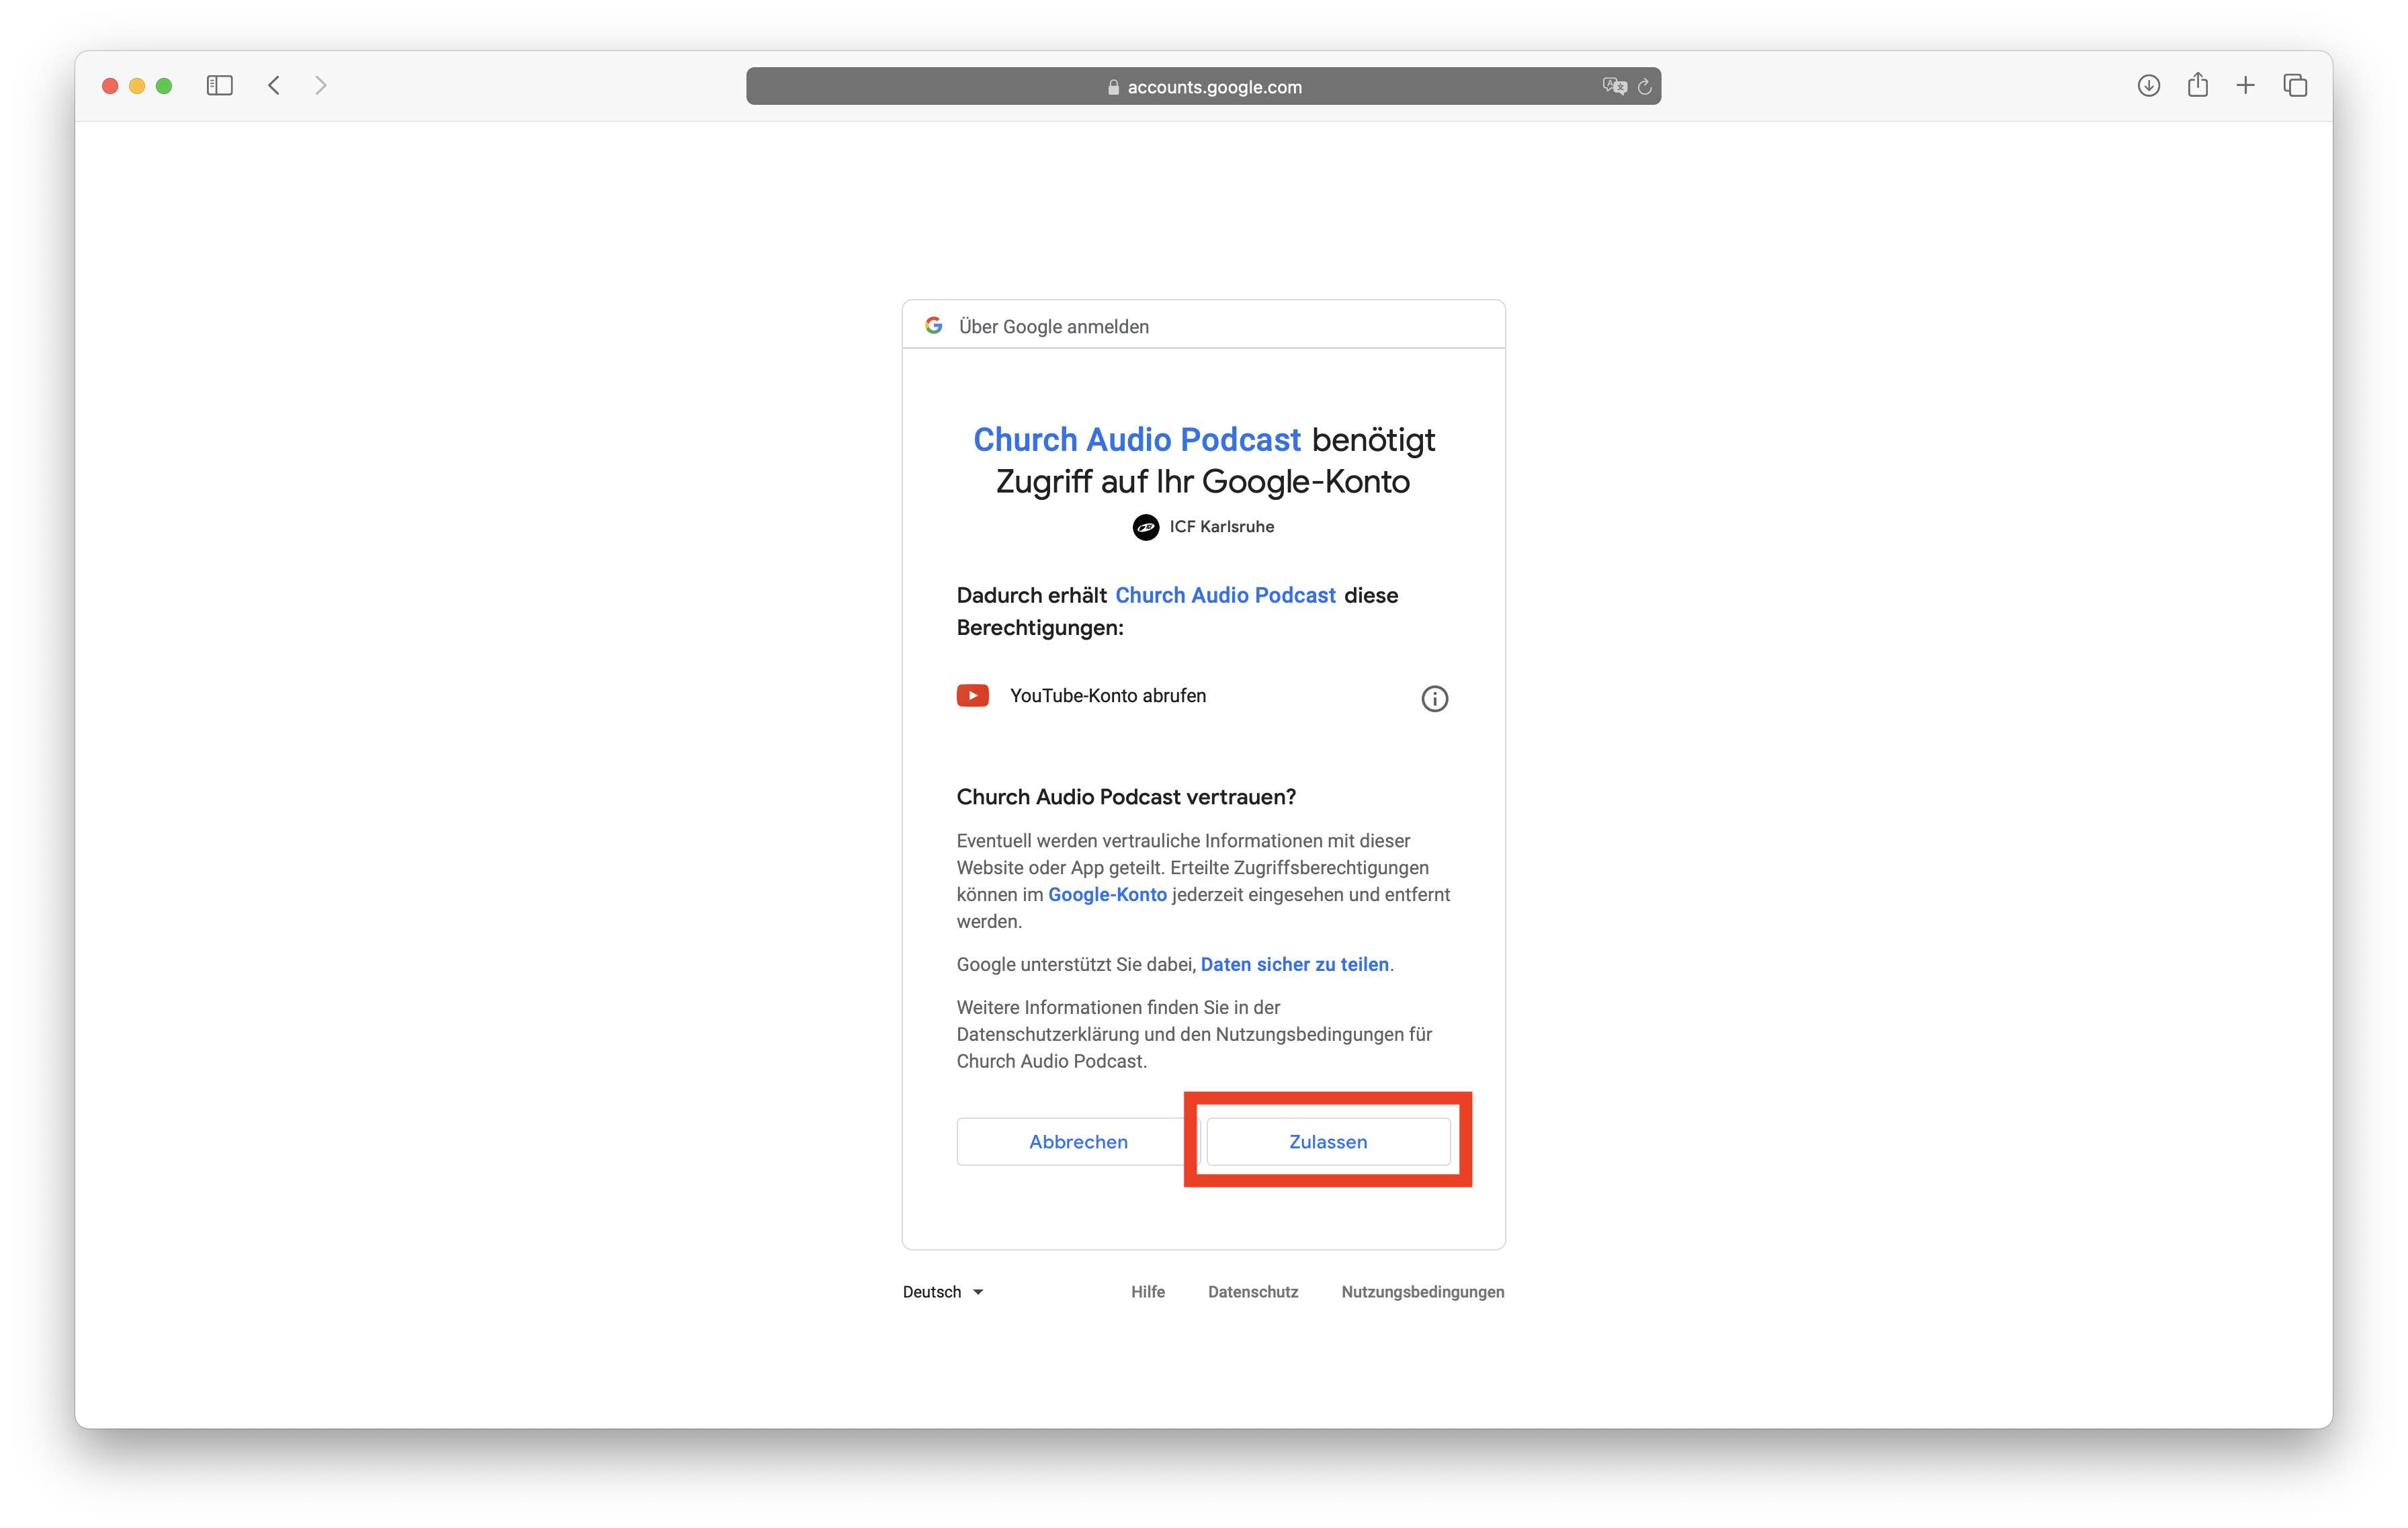 accounts.google.com
Über Google anmelden
Church Audio Podcast benötigt
Zugriff auf Ihr Google-Konto
ICF Karlsruhe
Dadurch erhält Church Audio Podcast diese
Berechtigungen:
YouTube-Konto abrufen
Church Audio Podcast vertrauen?
Eventuell werden vertrauliche Informationen mit dieser
Website oder App geteilt. Erteilte Zugriffsberechtigungen
können im Google-Konto jederzeit eingesehen und entfernt
werden.
Google unterstützt Sie dabei, Daten sicher zu teilen.
Weitere Informationen finden Sie in der
Datenschutzerklärung und den Nutzungsbedingungen für
Church Audio Podcast.
Abbrechen Zulassen
Deutsch Hilfe Datenschutz Nutzungsbedingungen